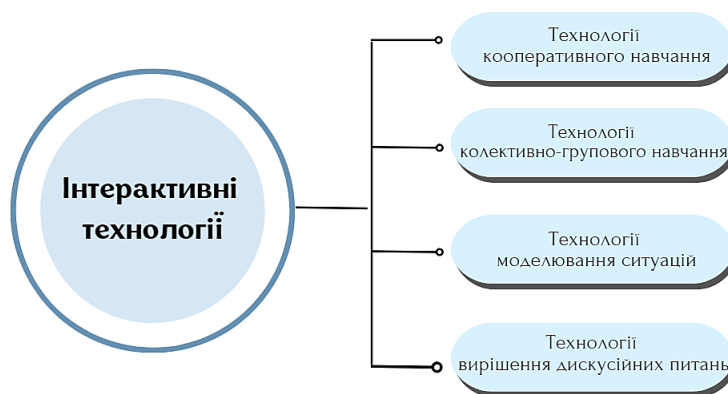 Інтерактивні
технології
Технології
кооперативного навчання
Технології
колективно-групового навчання
Технології
моделювання ситуацій
Технології
вирішення дискусійних питань